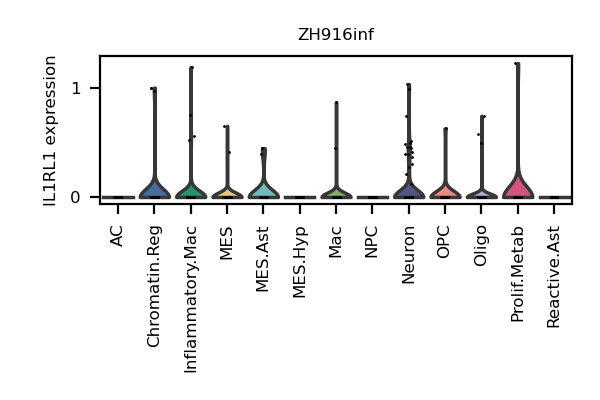 ZH916inf
IL1RL1 expression
1
0
AC
Chromatin.Reg
Inflammatory.Mac
MES
MES.Ast
MES.Hyp
Mac
NPC
Neuron
OPC
Oligo
Prolif.Metab
Reactive.Ast